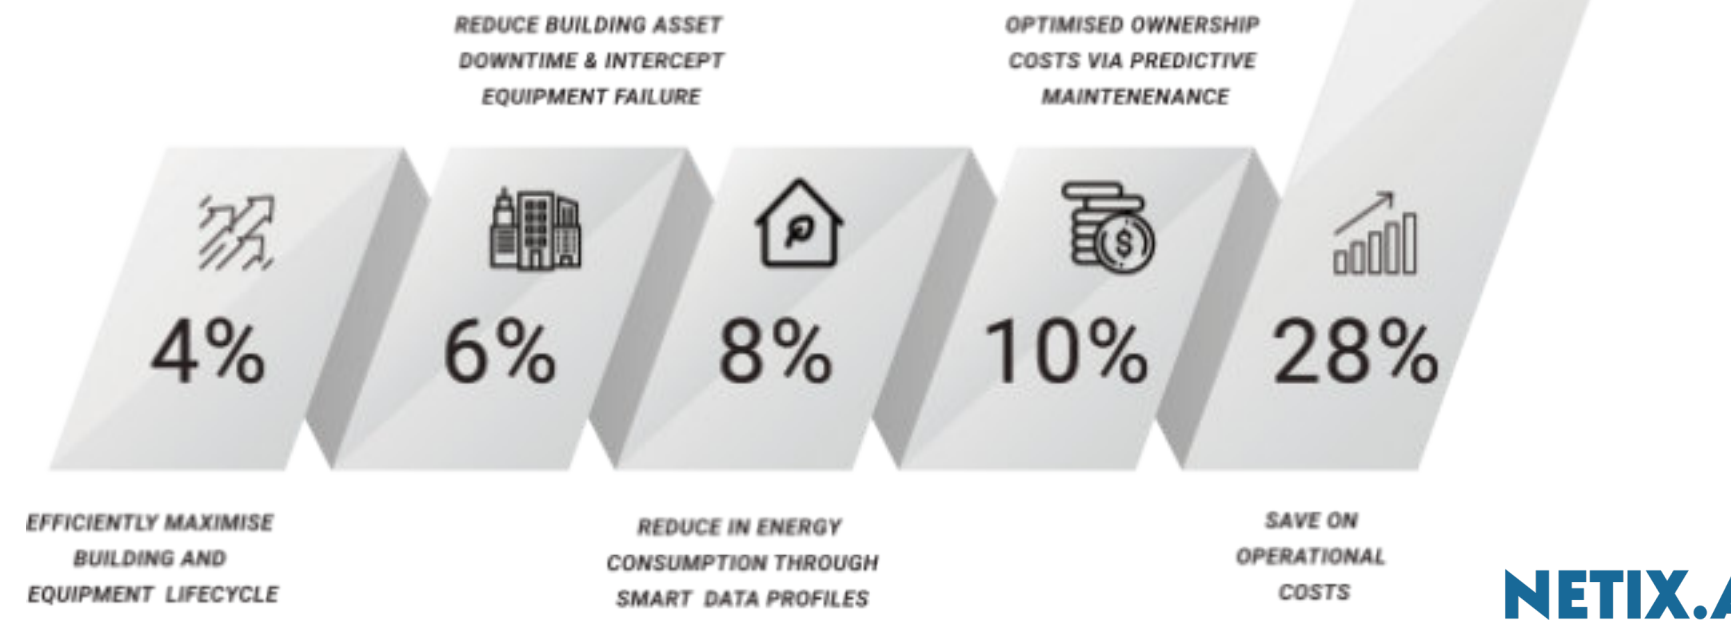 REDUCE BUILDING ASSET
DOWNTIME & INTERCEPT
EQUIPMENT FAILURE
OPTIMISED OWNERSHIP
COSTS VIA PREDICTIVE
MAINTENENANCE
4%
6%
8%
10%
$
28%
EFFICIENTLY MAXIMISE
BUILDING AND
EQUIPMENT LIFECYCLE
REDUCE IN ENERGY
CONSUMPTION THROUGH
SMART DATA PROFILES
SAVE ON
OPERATIONAL
COSTS
NETIX.A